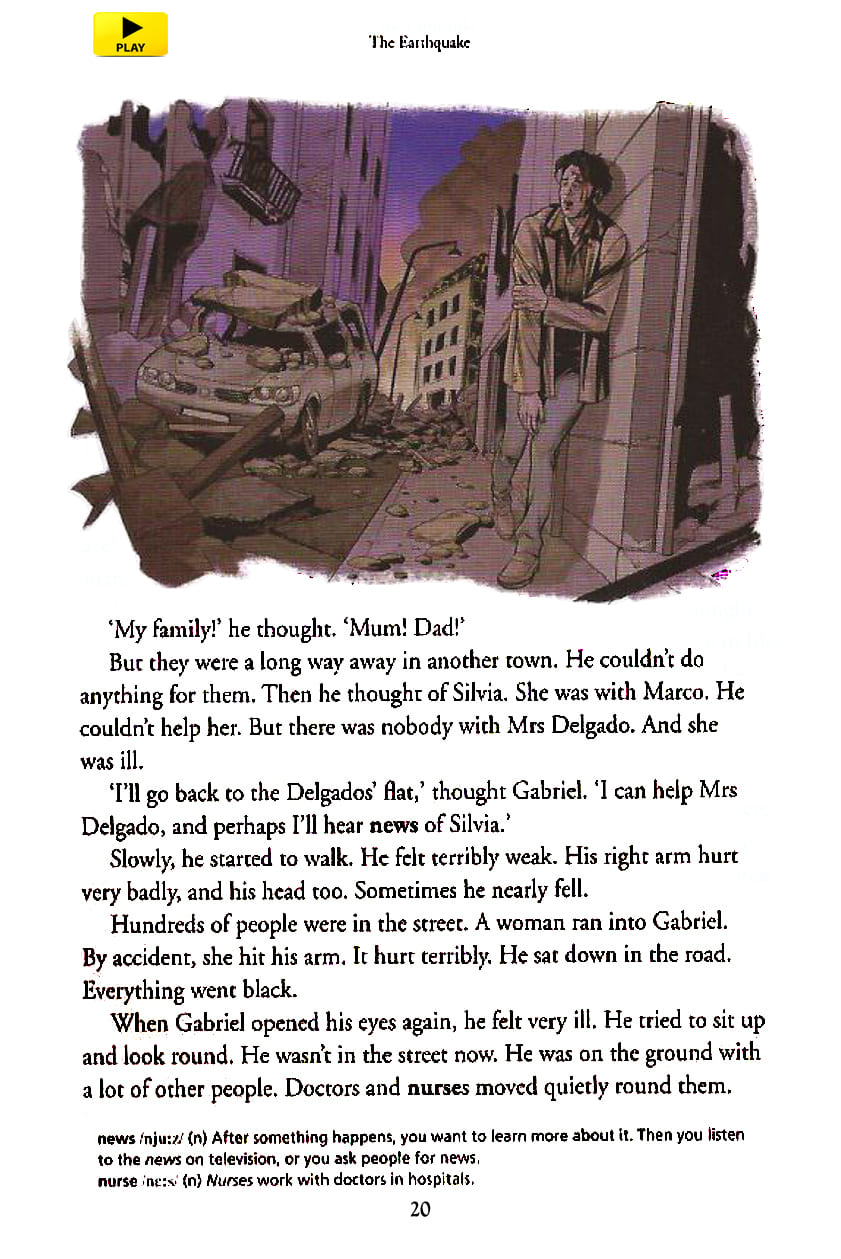 PLAY
The Earthquake
‘My family!’ he thought. ‘Mum! Dad!’
But they were a long way away in another town. He couldn’t do
anything for them. Then he thought of Silvia. She was with Marco. He
couldn’t help her. But there was nobody with Mrs Delgado. And she
was ill.
‘I’ll go back to the Delgados’ flat,’ thought Gabriel. ‘I can help Mrs
Delgado, and perhaps I’ll hear news of Silvia.’
Slowly, he started to walk. He felt terribly weak. His right arm hurt
very badly, and his head too. Sometimes he nearly fell.
Hundreds of people were in the street. A woman ran into Gabriel.
By accident, she hit his arm. It hurt terribly. He sat down in the road.
Everything went black.
When Gabriel opened his eyes again, he felt very ill. He tried to sit up
and look round. He wasn’t in the street now. He was on the ground with
a lot of other people. Doctors and nurses moved quietly round them.
news /nju:z/ (n) After something happens, you want to learn more about it. Then you listen
to the news on television, or you ask people for news.
nurse (n) Nurses work with doctors in hospitals.
20